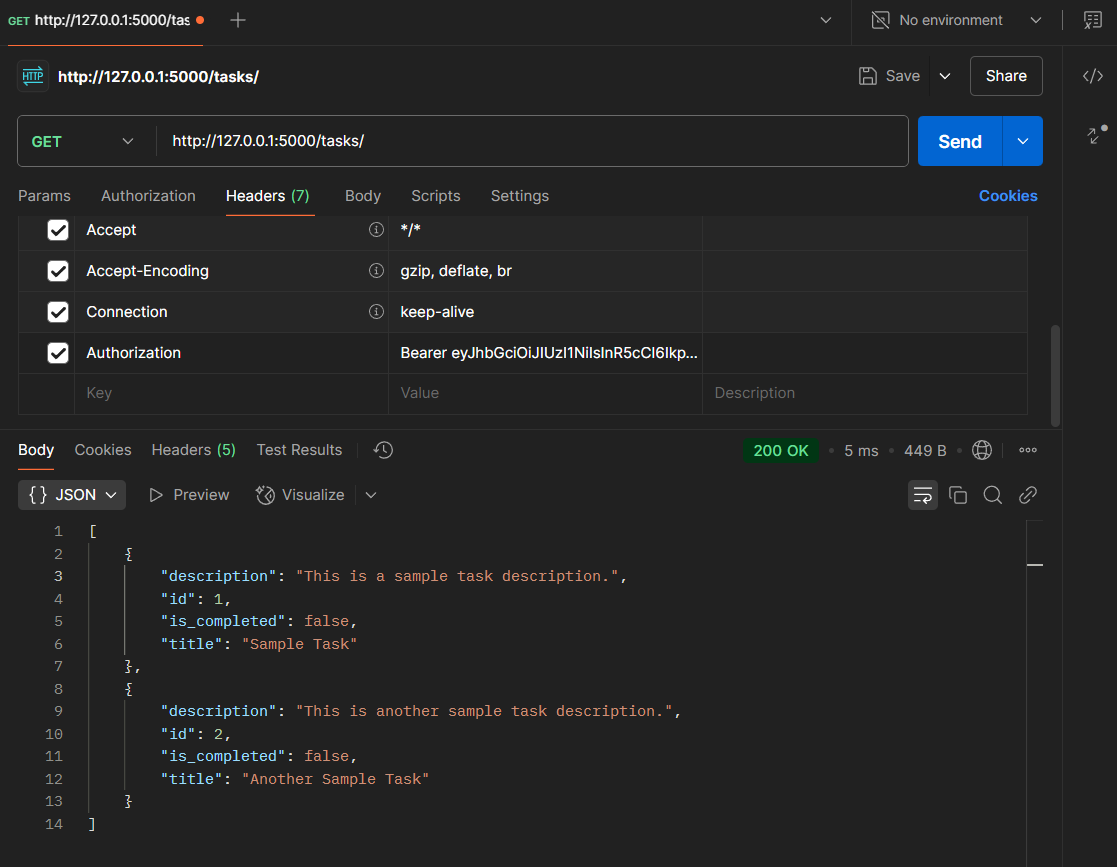 GET http://127.0.0.1:5000/tas
No environment
HTTP http://127.0.0.1:5000/tasks/
Save
Share
GET http://127.0.0.1:5000/tasks/
Send
Params Authorization Headers (7) Body Scripts Settings Cookies
Accept */*
Accept-Encoding gzip, deflate, br
Connection keep-alive
Authorization Bearer eyJhbGciOiJIUzI1NiIsInR5cCI6Ikp...
Key Value Description
Body Cookies Headers (5) Test Results 200 OK 5 ms 449 B
{} JSON Preview Visualize
1 [
2 {
3 "description": "This is a sample task description.",
4 "id": 1,
5 "is_completed": false,
6 "title": "Sample Task"
7 },
8 {
9 "description": "This is another sample task description.",
10 "id": 2,
11 "is_completed": false,
12 "title": "Another Sample Task"
13 }
14 ]